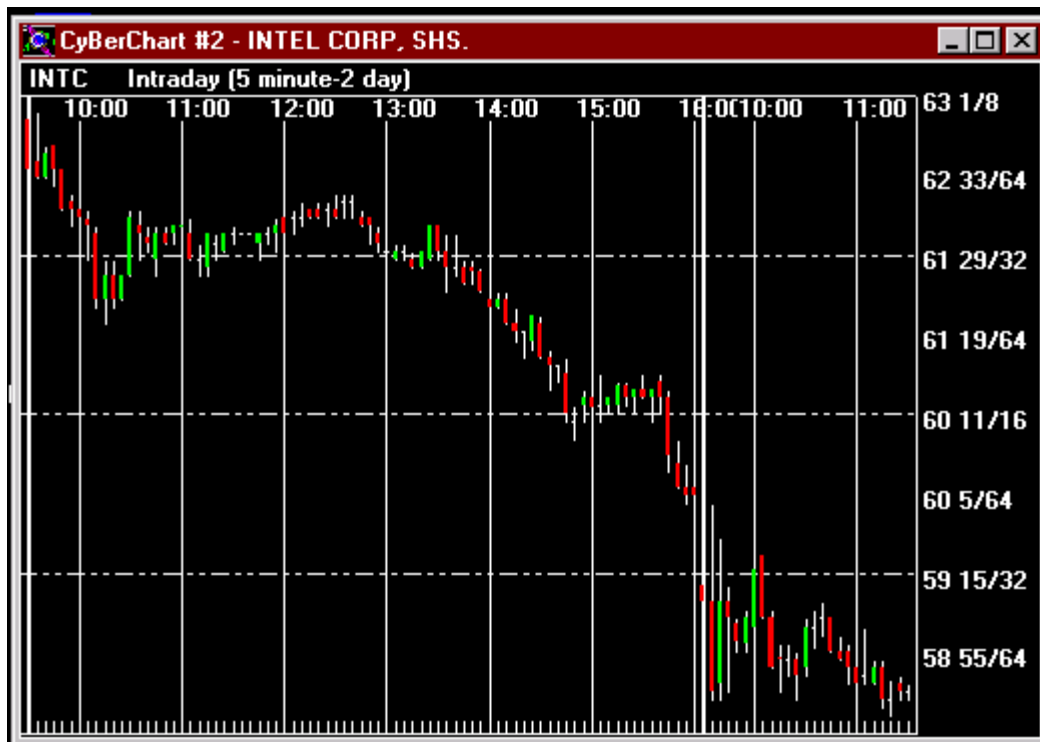 CyBerChart #2 - INTEL CORP, SHS.
INTC Intraday (5 minute-2 day)
10:00 11:00 12:00 13:00 14:00 15:00 16:00 10:00 11:00
63 1/8
62 33/64
61 29/32
61 19/64
60 11/16
60 5/64
59 15/32
58 55/64